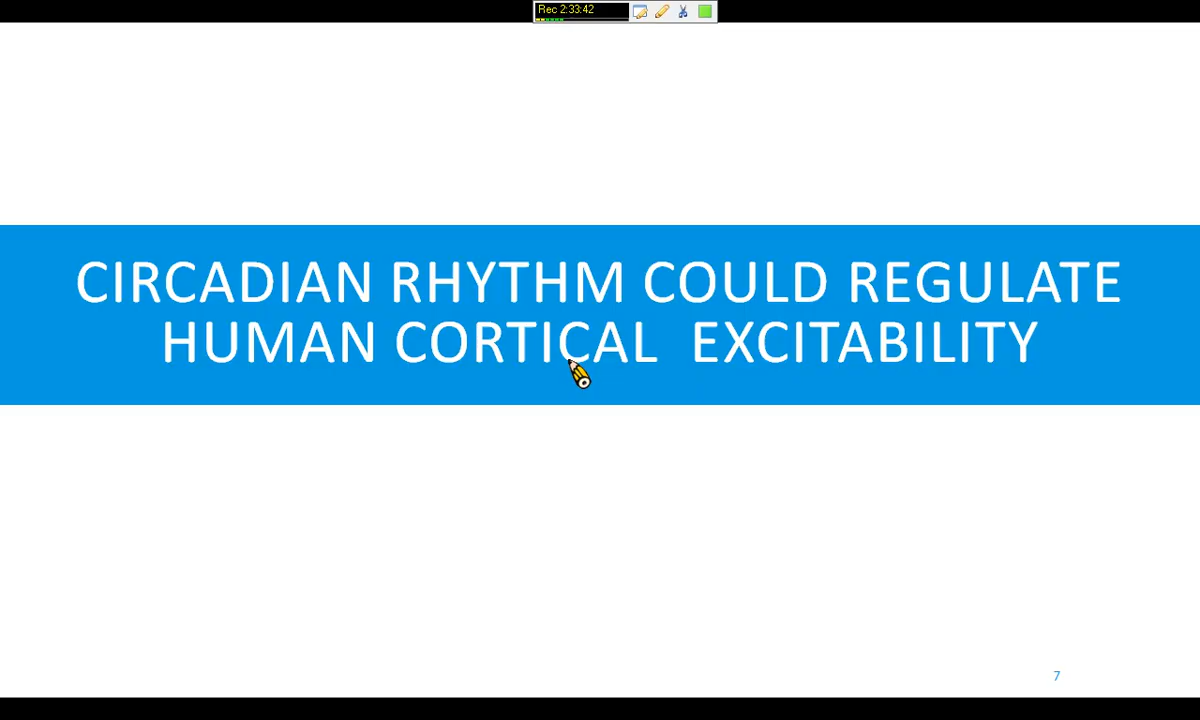 Rec 2:33:42
CIRCADIAN RHYTHM COULD REGULATE
HUMAN CORTICAL EXCITABILITY
7